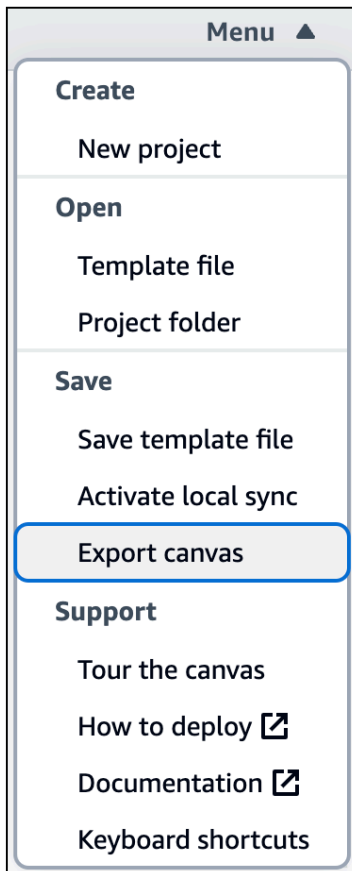 Menu
Create
New project
Open
Template file
Project folder
Save
Save template file
Activate local sync
Export canvas
Support
Tour the canvas
How to deploy
Documentation
Keyboard shortcuts